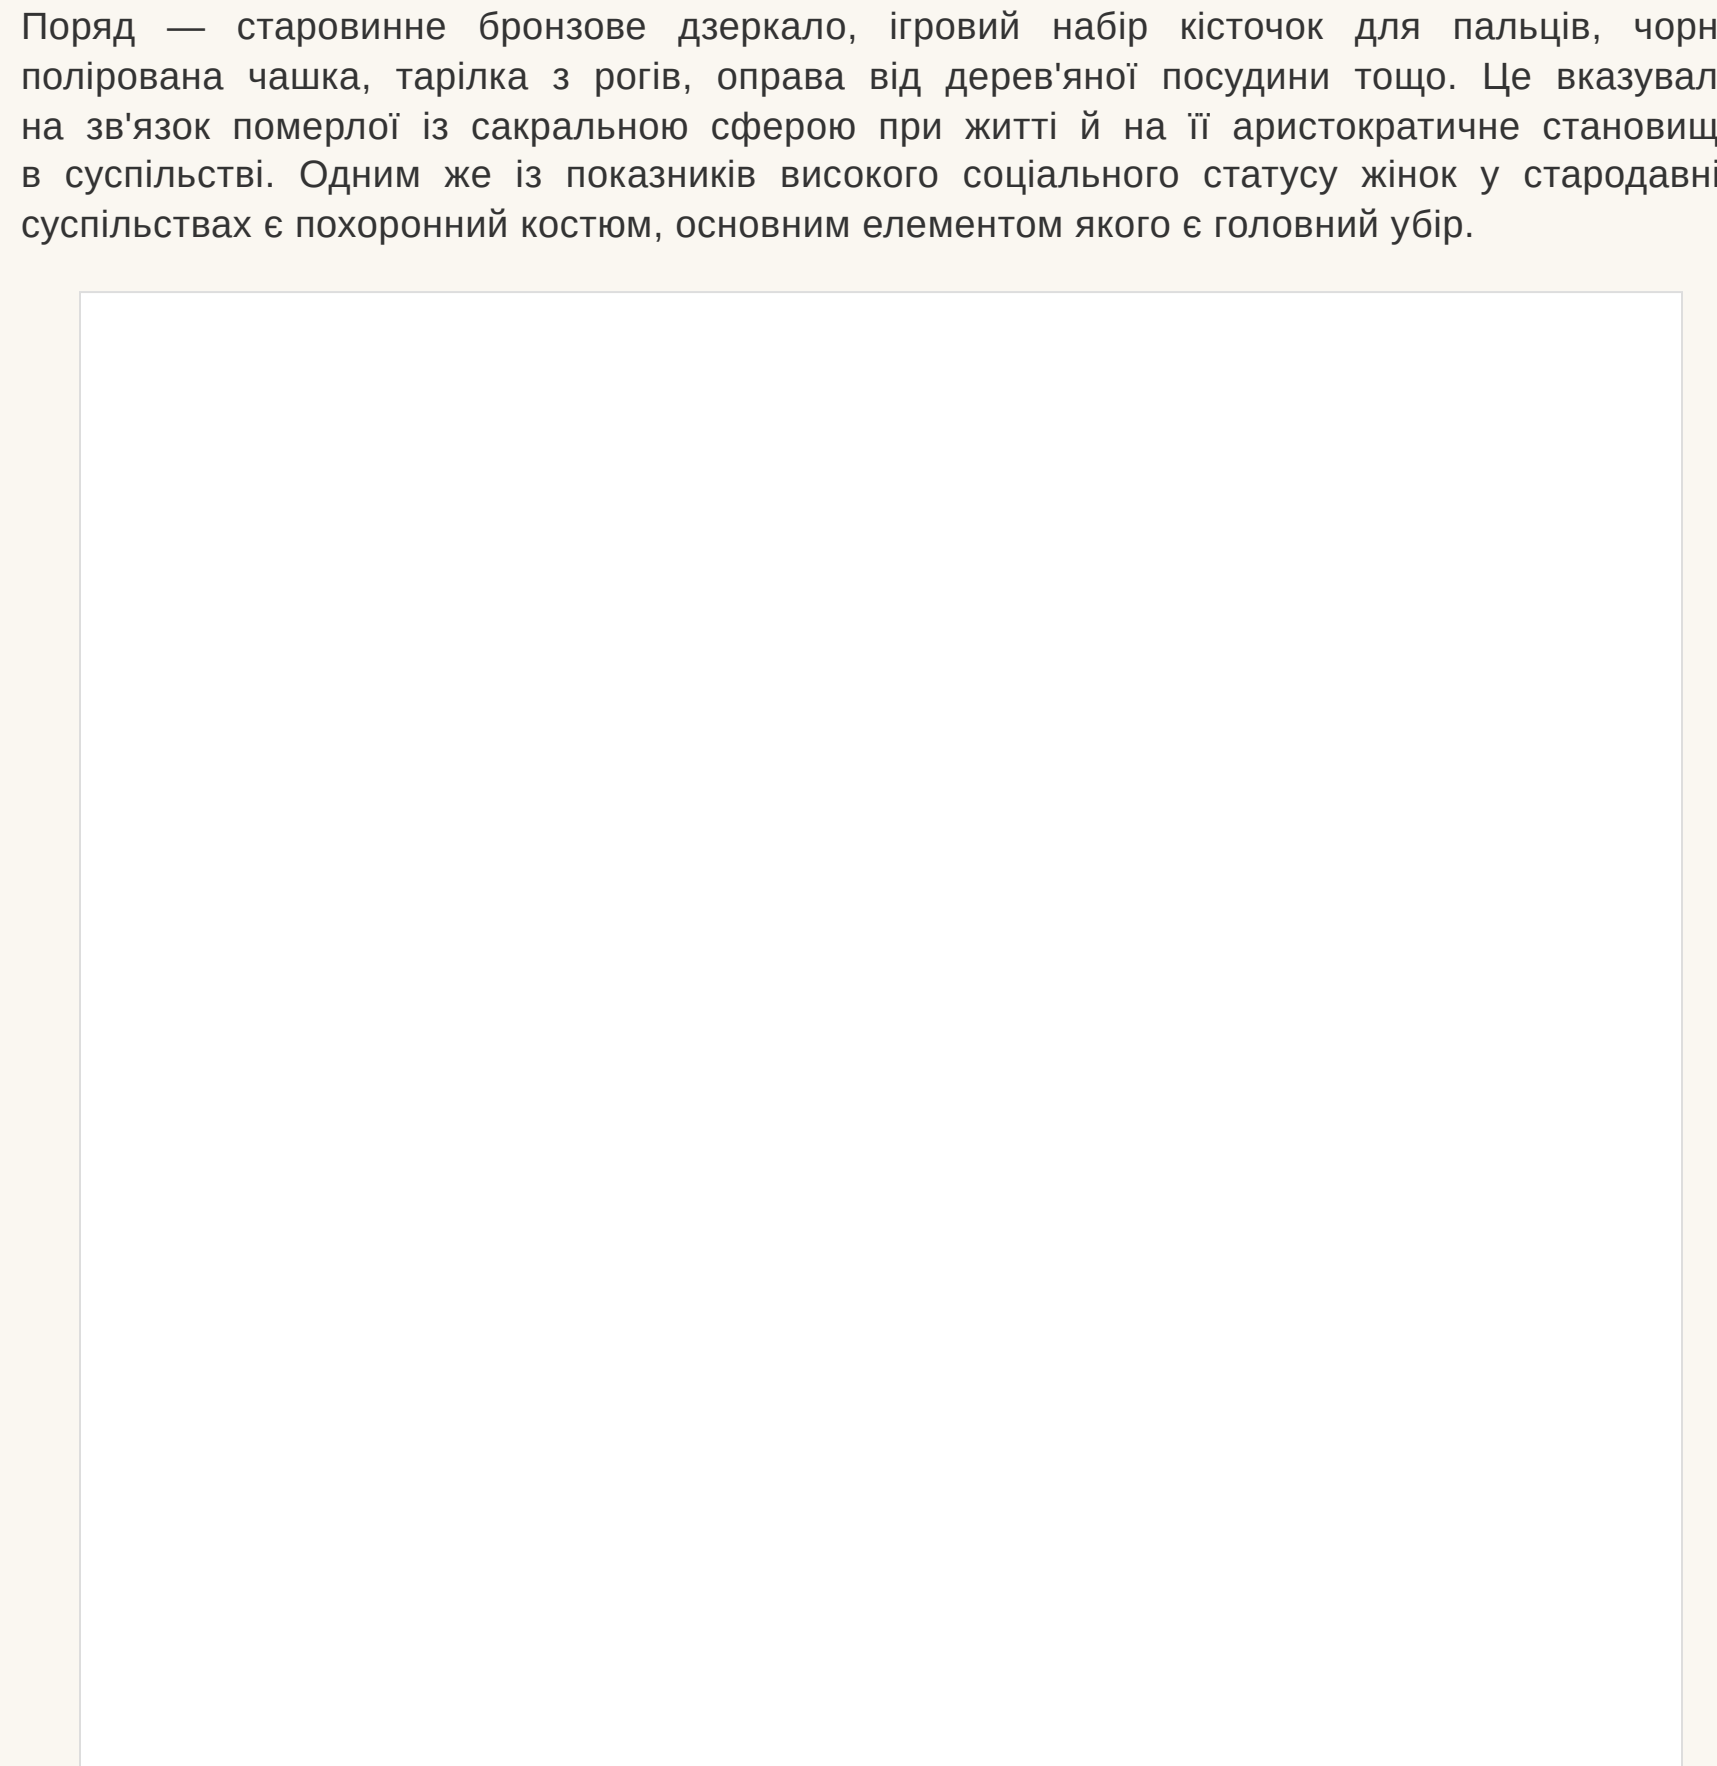 Поряд — старовинне бронзове дзеркало, ігровий набір кісточок для пальців, чорн
полірована чашка, тарілка з рогів, оправа від дерев'яної посудини тощо. Це вказувал
на зв'язок померлої із сакральною сферою при житті й на її аристократичне становищ
в суспільстві. Одним же із показників високого соціального статусу жінок у стародавні
суспільствах є похоронний костюм, основним елементом якого є головний убір.